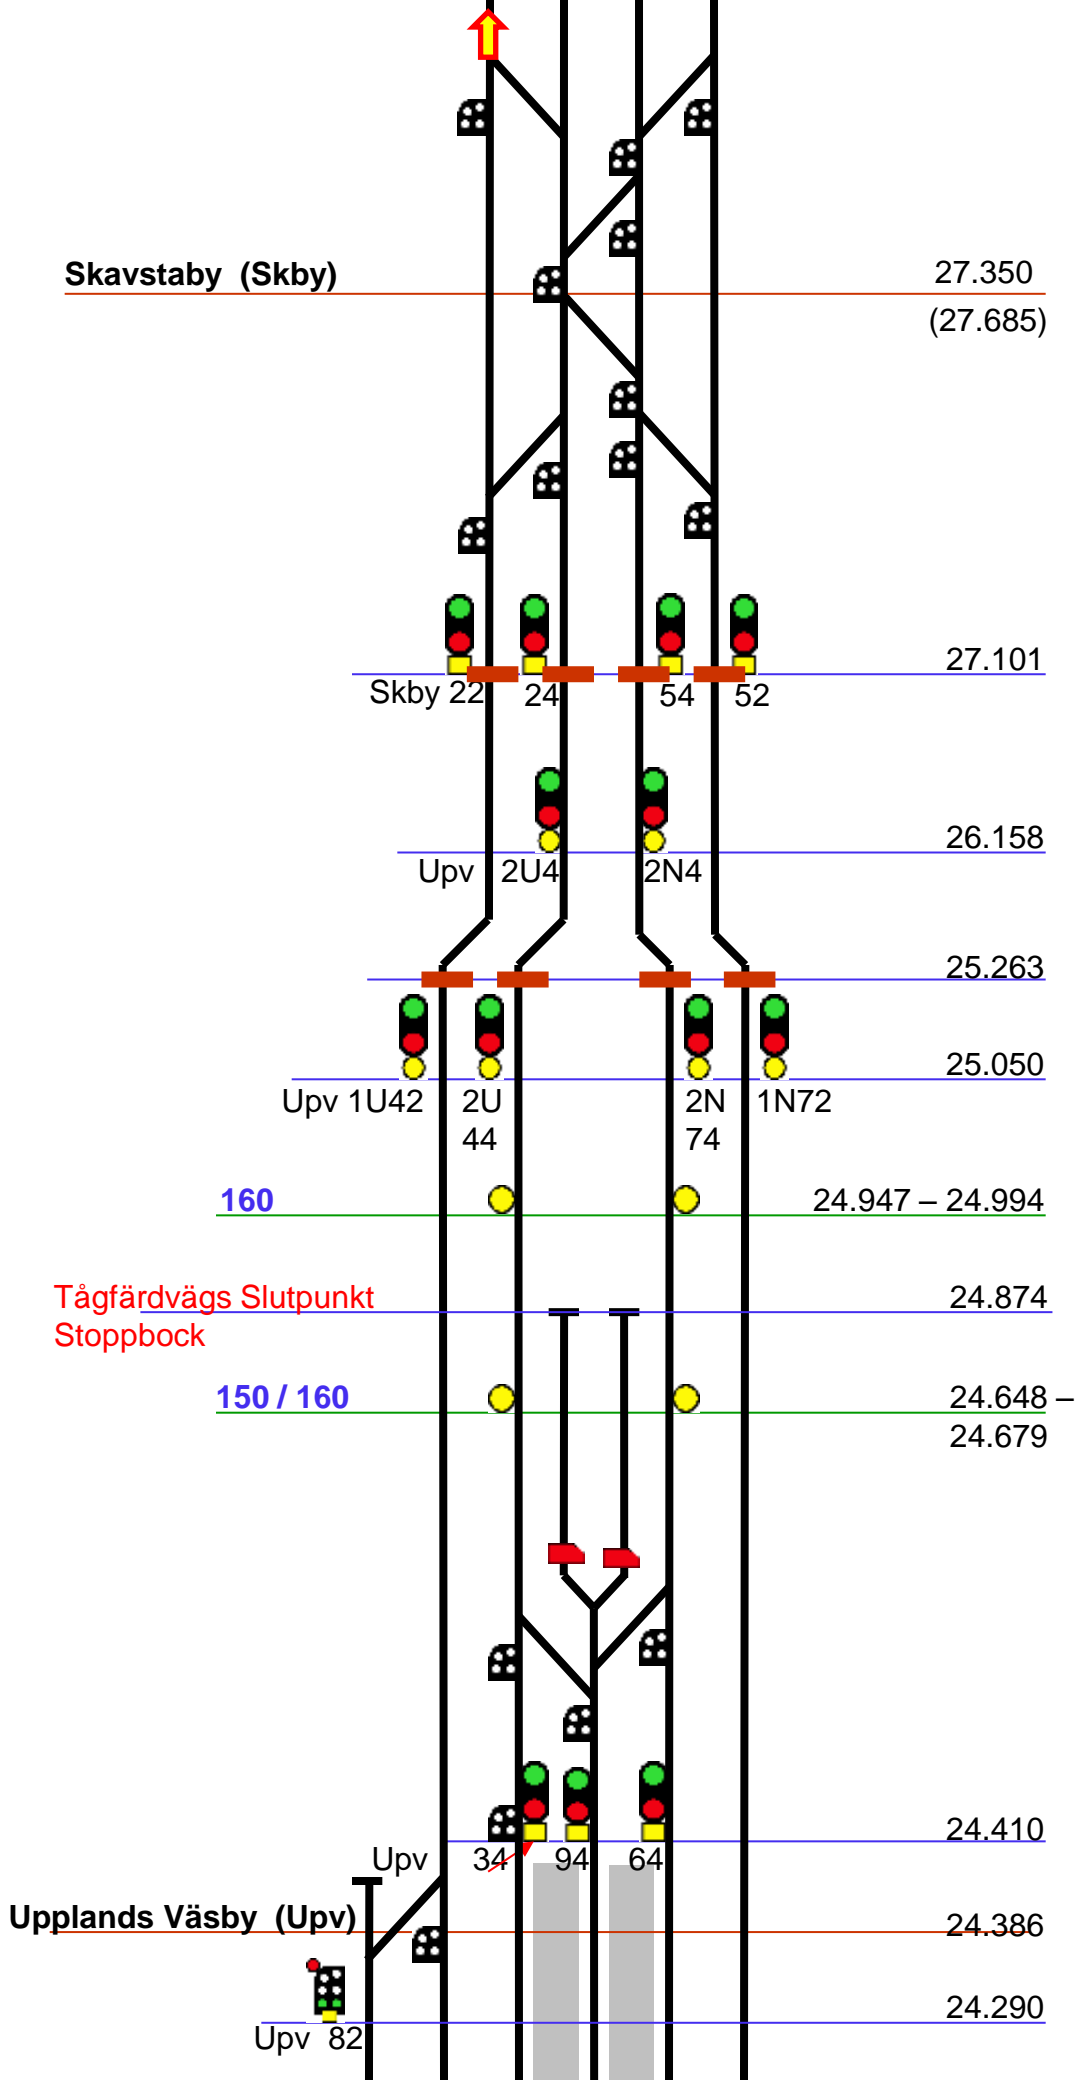 Skavstaby (Skby) 27.350
(27.685)
27.101
Skby 22 24 54 52
26.158
Upv 2U4 2N4
25.263
25.050
Upv 1U42 2U 2N 1N72
44 74
160 24.947 – 24.994
Tågfärdvägs Slutpunkt 24.874
Stoppbock
150 / 160 24.648 –
24.679
24.410
Upv 34 94 64
Upplands Väsby (Upv) 24.386
24.290
Upv 82